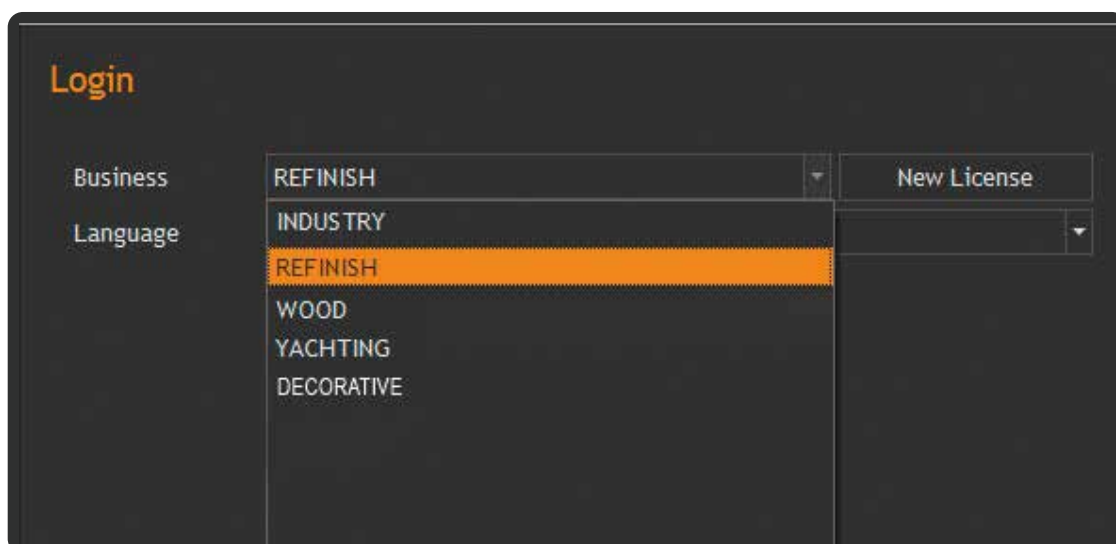 Login
Business REFINISH New License
Language INDUSTRY
REFINISH
WOOD
YACHTING
DECORATIVE